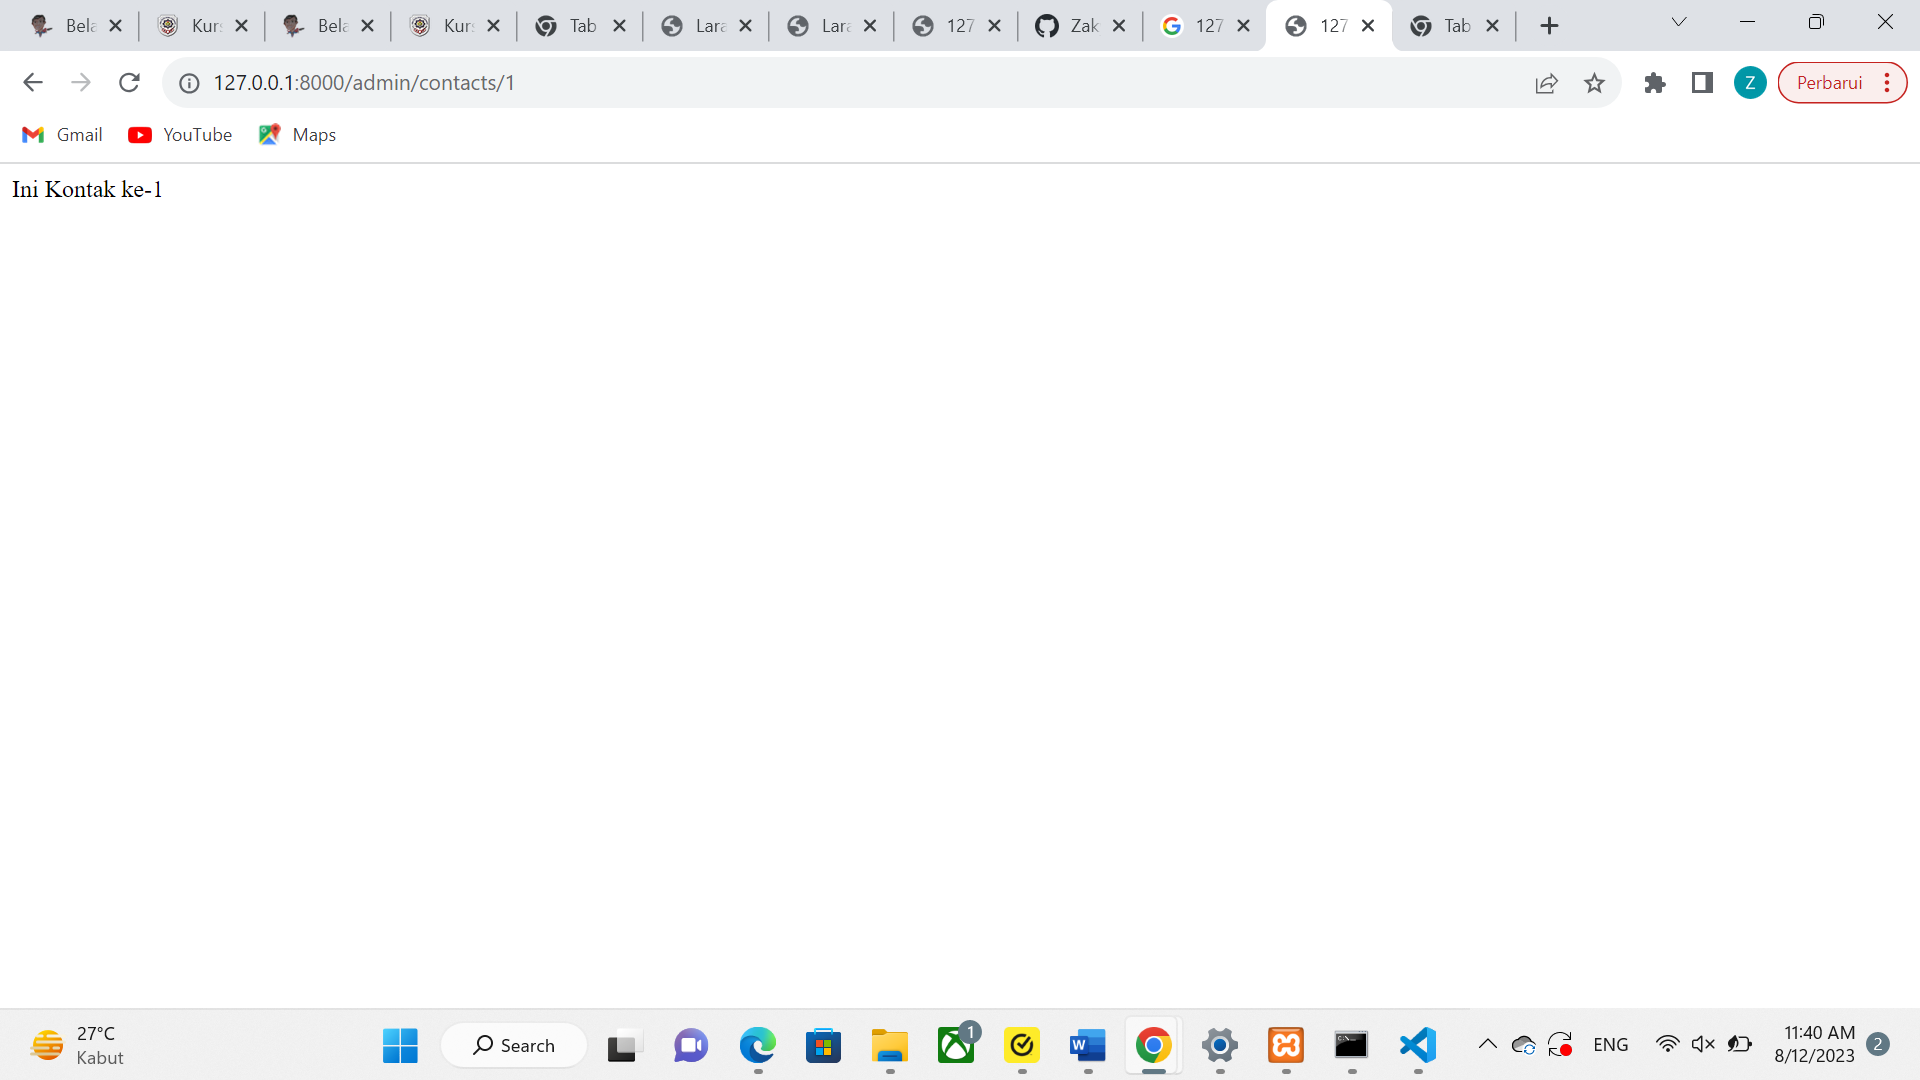 Bela Kurs Bela Kurs Tab Lara Lara 127 Zak 127 127 Tab
127.0.0.1:8000/admin/contacts/1 Z Perbarui
Gmail YouTube Maps
Ini Kontak ke-1
27°C
Kabut
Search
W
1
ENG
11:40 AM
8/12/2023
2